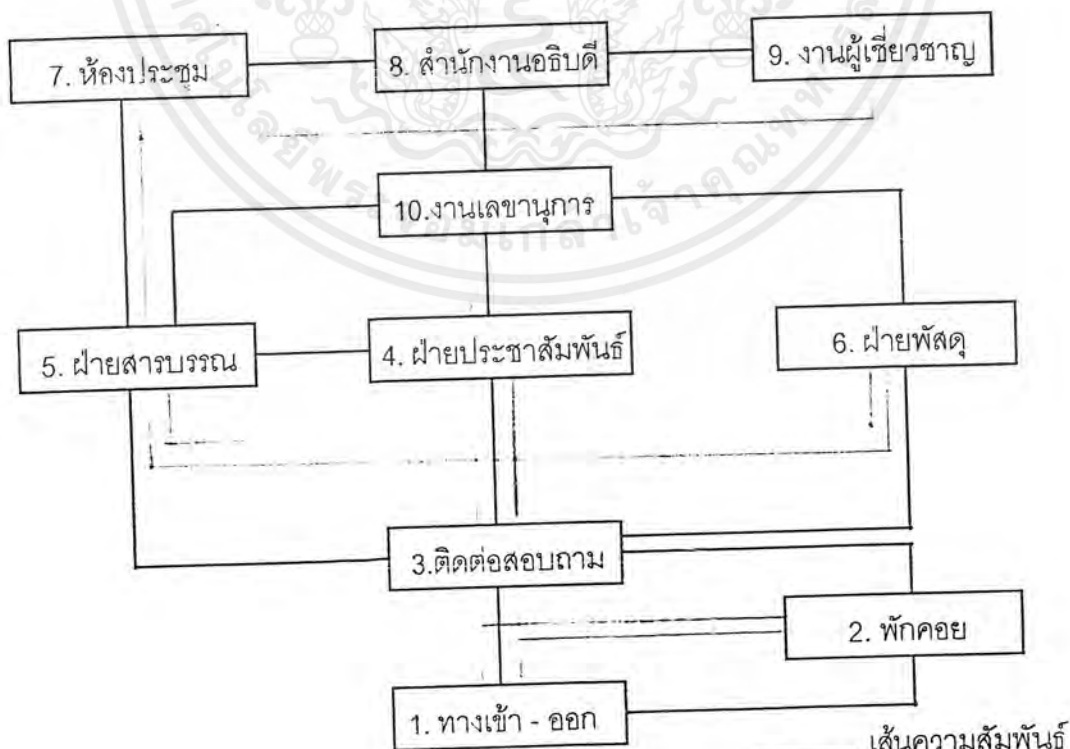 7. ห้องประชุม
8. สำนักงานอธิบดี
9. งานผู้เชี่ยวชาญ
10.งานเลขานุการ
5. ฝ่ายสารบรรณ
4. ฝ่ายประชาสัมพันธ์
6. ฝ่ายพัสดุ
3.ติดต่อสอบถาม
2. พักคอย
1. ทางเข้า - ออก
เส้นความสัมพันธ์